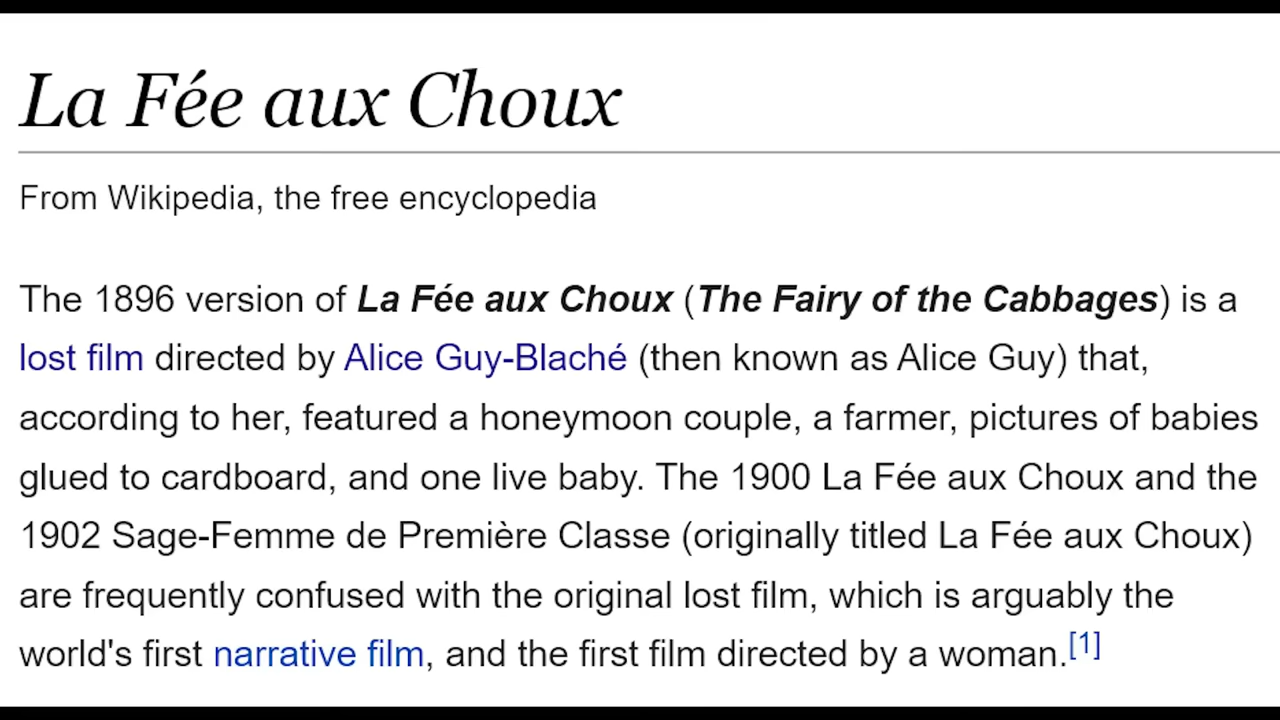 La Fée aux Choux
From Wikipedia, the free encyclopedia
The 1896 version of La Fée aux Choux (The Fairy of the Cabbages) is a
lost film directed by Alice Guy-Blaché (then known as Alice Guy) that,
according to her, featured a honeymoon couple, a farmer, pictures of babies
glued to cardboard, and one live baby. The 1900 La Fée aux Choux and the
1902 Sage-Femme de Première Classe (originally titled La Fée aux Choux)
are frequently confused with the original lost film, which is arguably the
world's first narrative film, and the first film directed by a woman.[1]